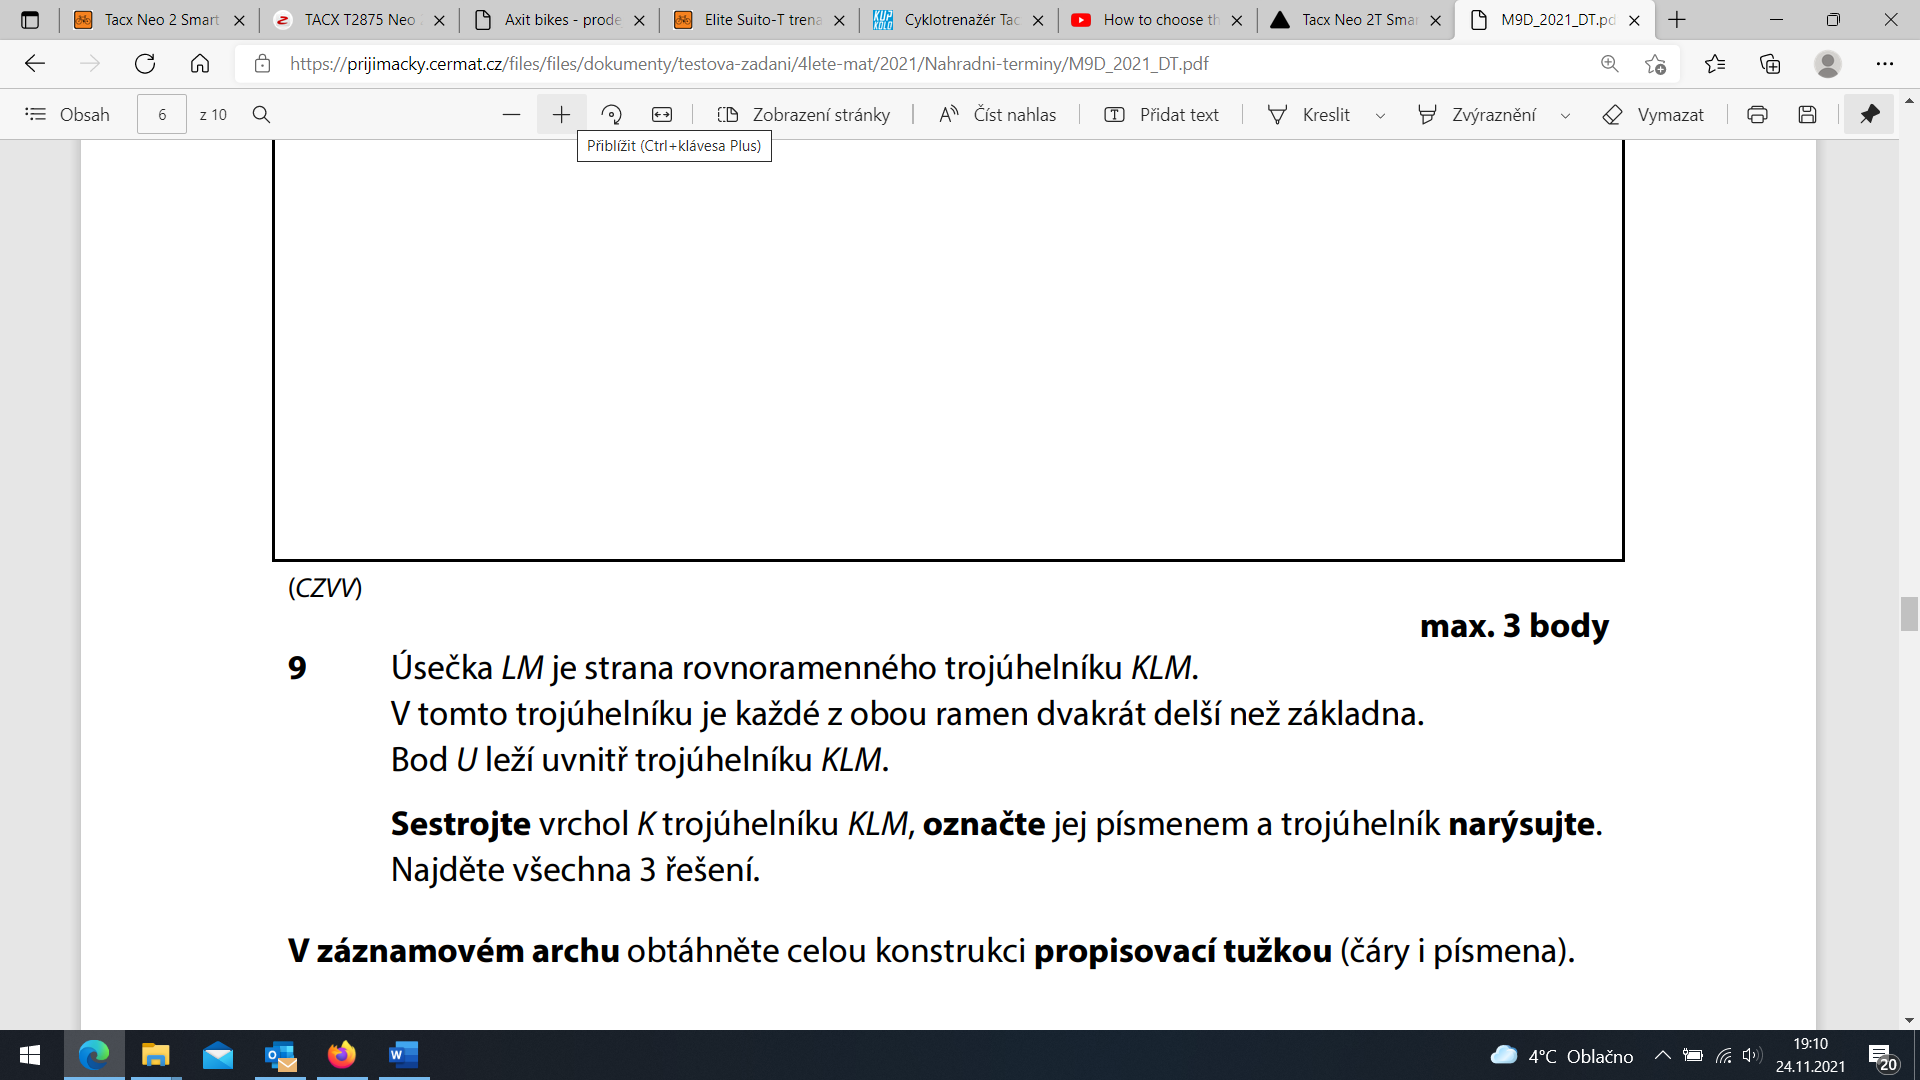 Tacx Neo 2 Smart
TACX T2875 Neo 2
Axit bikes - prode
Elite Suito-T trena
Cyklotrenažér Tac
How to choose th
Tacx Neo 2T Smar
M9D_2021_DT.pd
https://prijimacky.cermat.cz/files/files/dokumenty/testova-zadani/4lete-mat/2021/Nahradni-terminy/M9D_2021_DT.pdf
Obsah
6
z 10
Zobrazení stránky
Číst nahlas
Přidat text
Kreslit
Zvýraznění
Vymazat
Přiblížit (Ctrl+klávesa Plus)
(CZVV)
max. 3 body
9 Úsečka LM je strana rovnoramenného trojúhelníku KLM.
V tomto trojúhelníku je každé z obou ramen dvakrát delší než základna.
Bod U leží uvnitř trojúhelníku KLM.
Sestrojte vrchol K trojúhelníku KLM, označte jej písmenem a trojúhelník narýsujte.
Najděte všechna 3 řešení.
V záznamovém archu obtáhněte celou konstrukci propisovací tužkou (čáry i písmena).
4°C Oblačno
19:10
24.11.2021
20